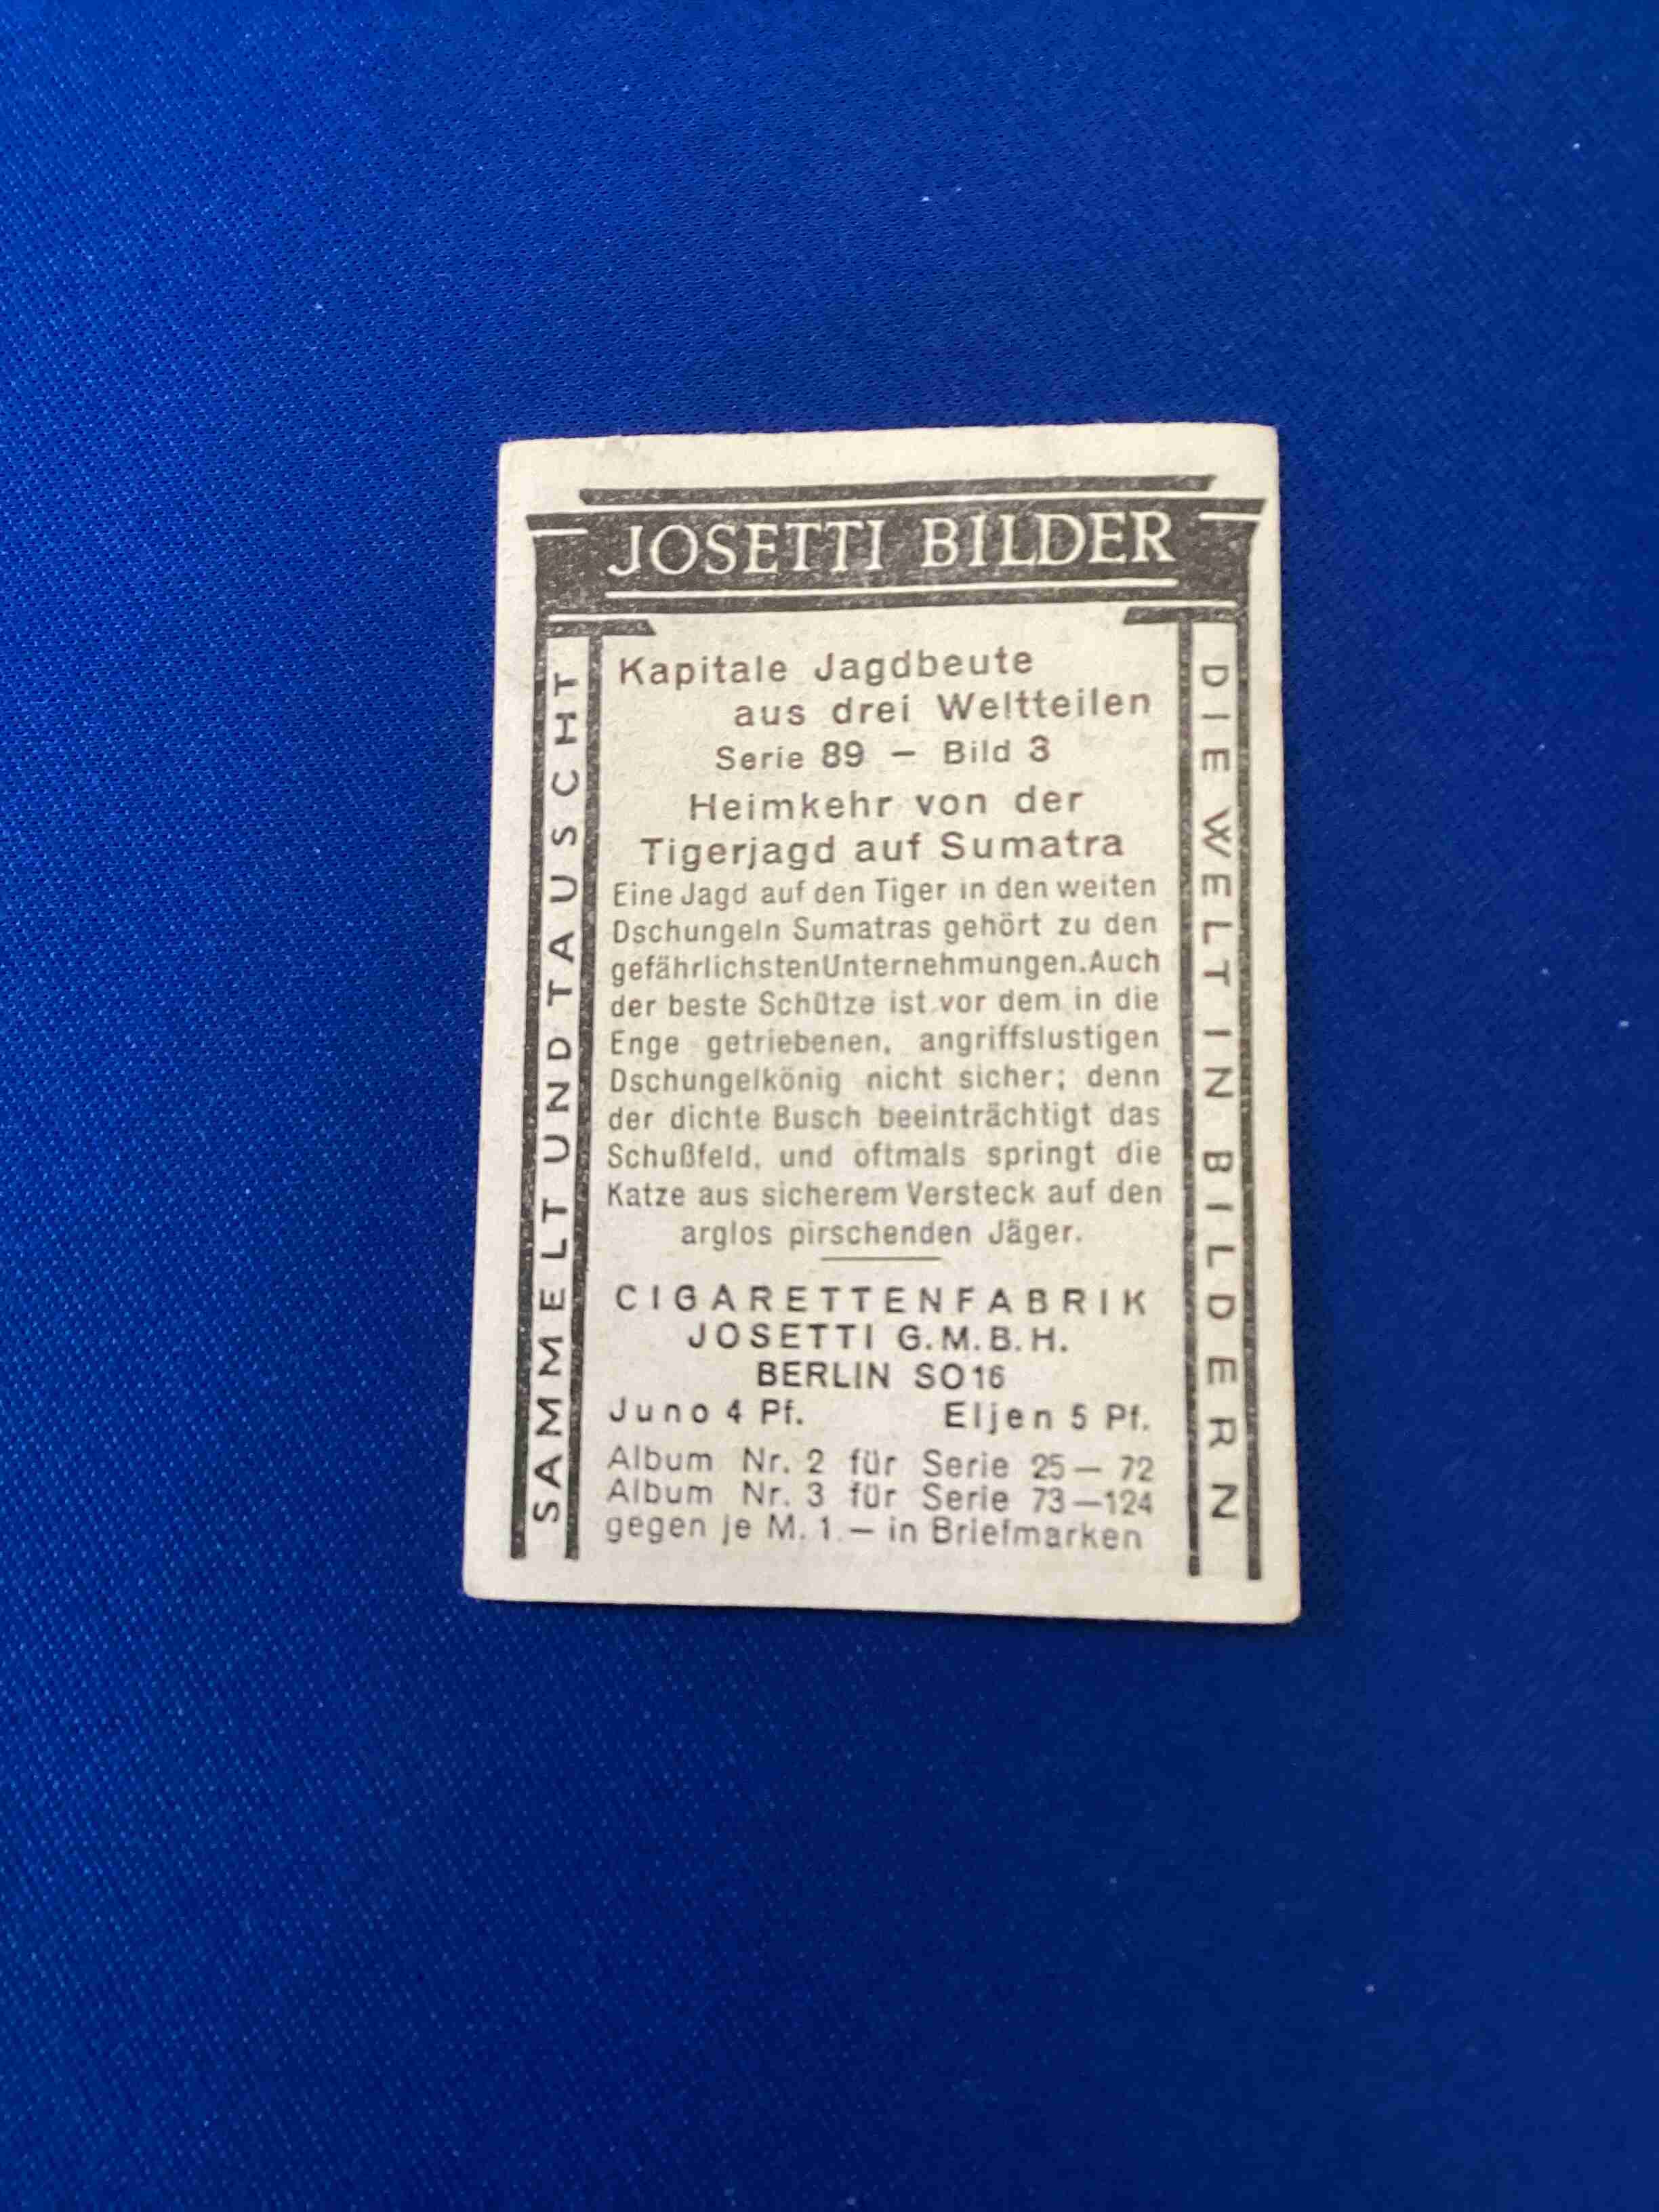 JOSETTI BILDER
SAMMELT UND TAUSCHT
Kapitale Jagdbeute
aus drei Weltteilen
Serie 89 — Bild 3
Heimkehr von der
Tigerjagd auf Sumatra
Eine Jagd auf den Tiger in den weiten
Dschungeln Sumatras gehört zu den
gefährlichsten Unternehmungen. Auch
der beste Schütze ist vor dem in die
Enge getriebenen, angriffslustigen
Dschungelkönig nicht sicher; denn
der dichte Busch beeinträchtigt das
Schußfeld, und oftmals springt die
Katze aus sicherem Versteck auf den
arglos pirschenden Jäger.
CIGARETTENFABRIK
JOSETTI G.M.B.H.
BERLIN SO16
Juno 4 Pf. Eljen 5 Pf.
Album Nr. 2 für Serie 25 — 72
Album Nr. 3 für Serie 73—124
gegen je M. 1.— in Briefmarken
DIE WELT IN BILDERN